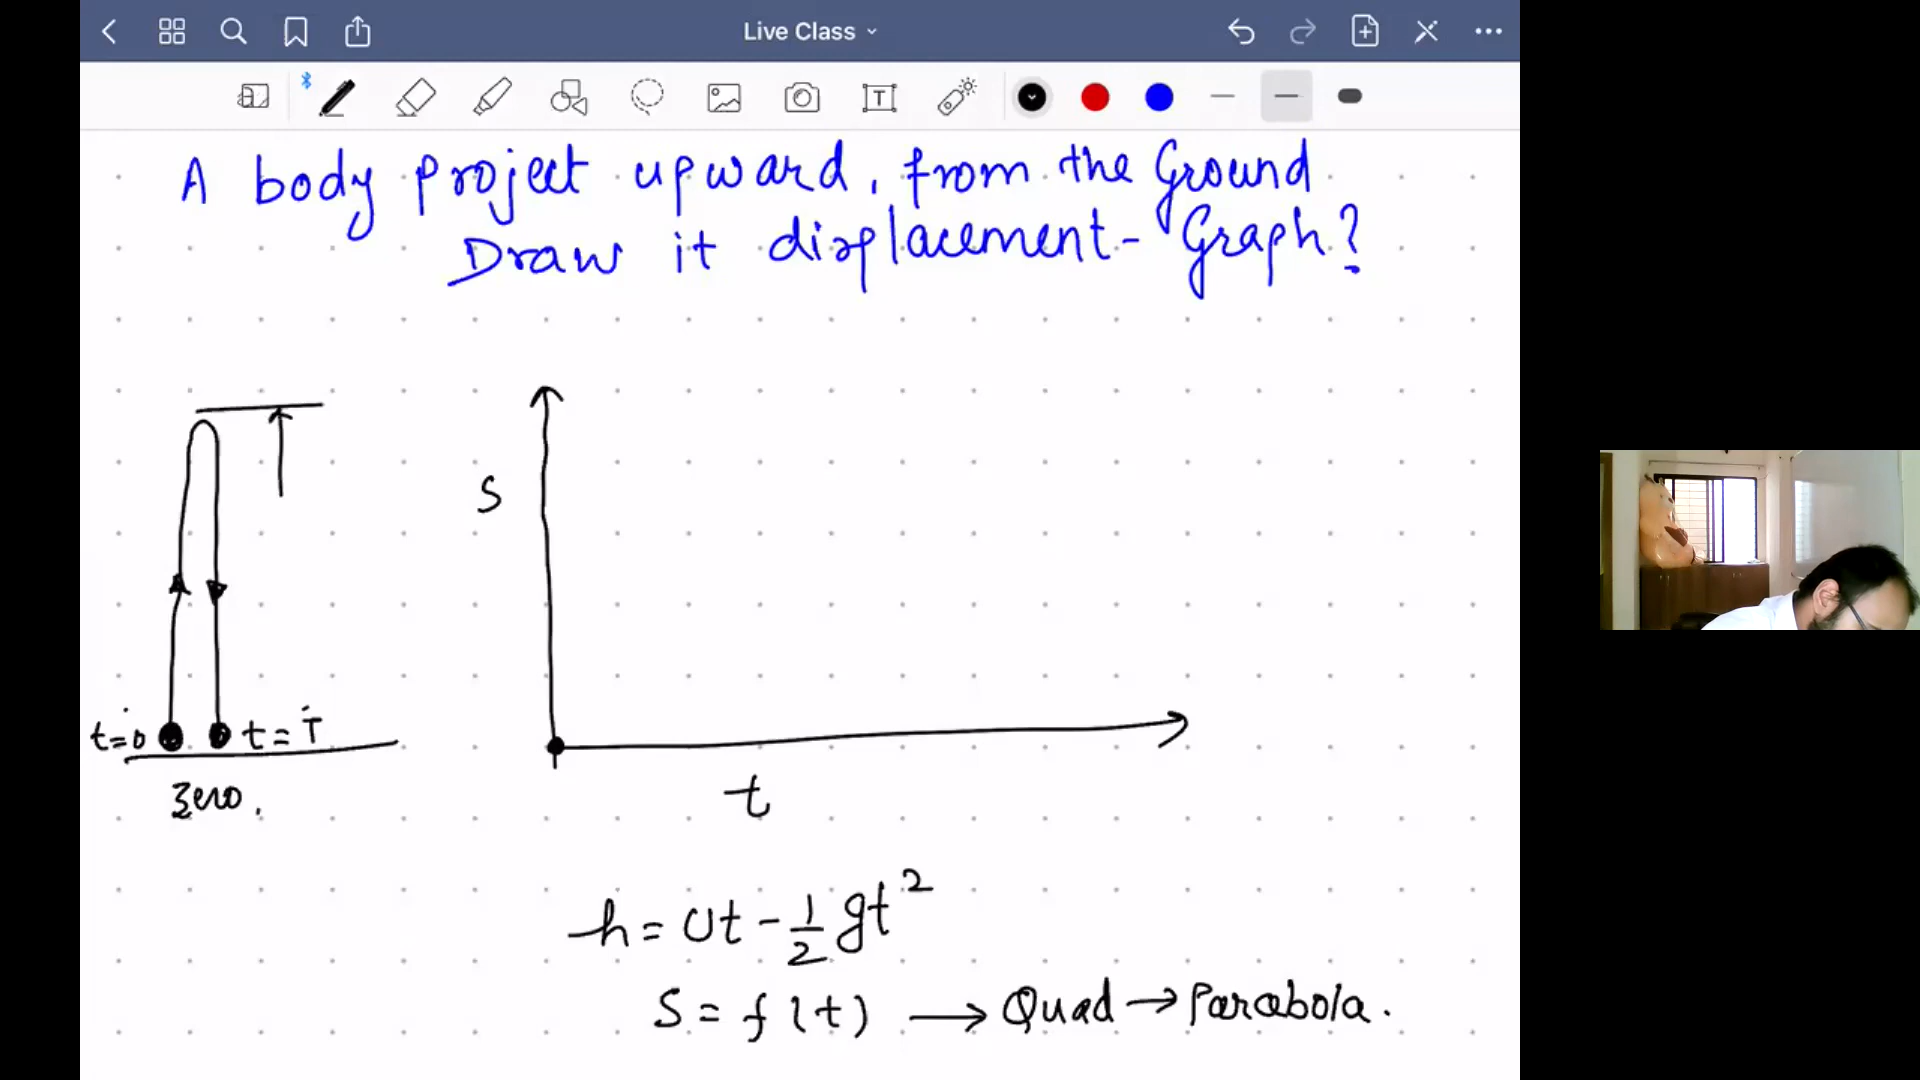 Live Class
T
A body project upward, from the Ground
Draw it displacement- Graph?
S
t=0
t=T
Zero.
t
h = Ut - 1/2 gt²
S = f(t) → Quad → Parabola.